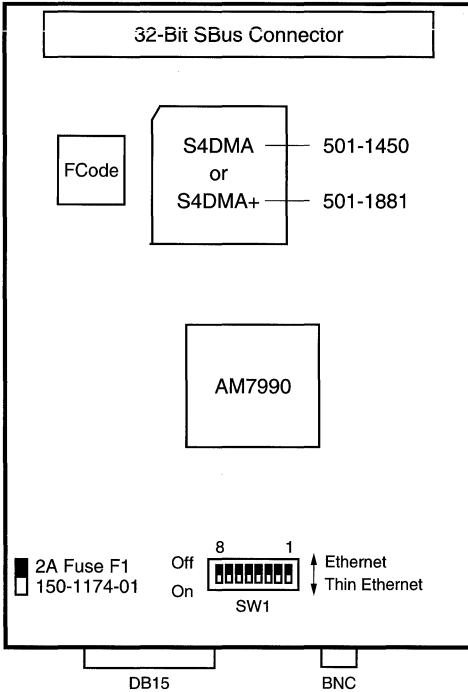 32-Bit SBus Connector
FCode
S4DMA
or
S4DMA+
501-1450
501-1881
AM7990
2A Fuse F1
150-1174-01
Off
On
8 1
SW1
Ethernet
Thin Ethernet
DB15
BNC